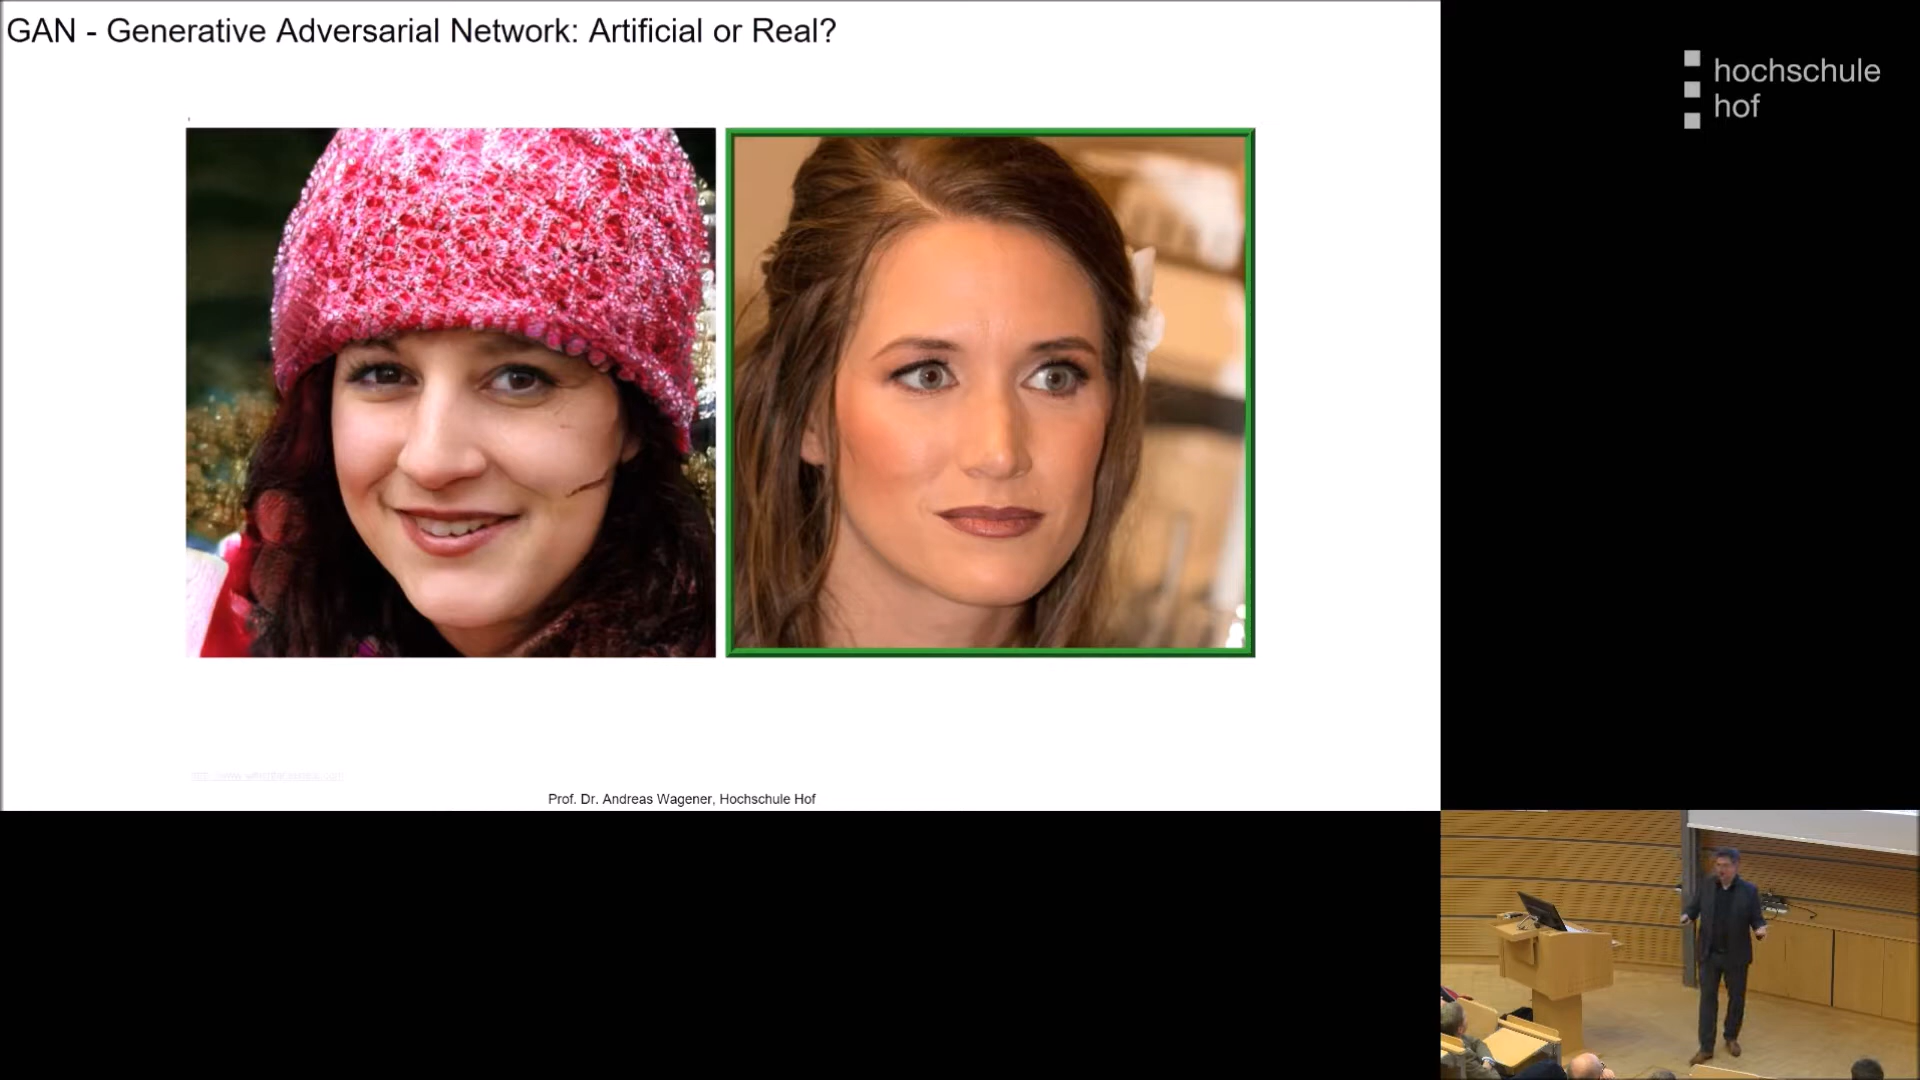 GAN - Generative Adversarial Network: Artificial or Real?
hochschule
hof
Prof. Dr. Andreas Wagener, Hochschule Hof